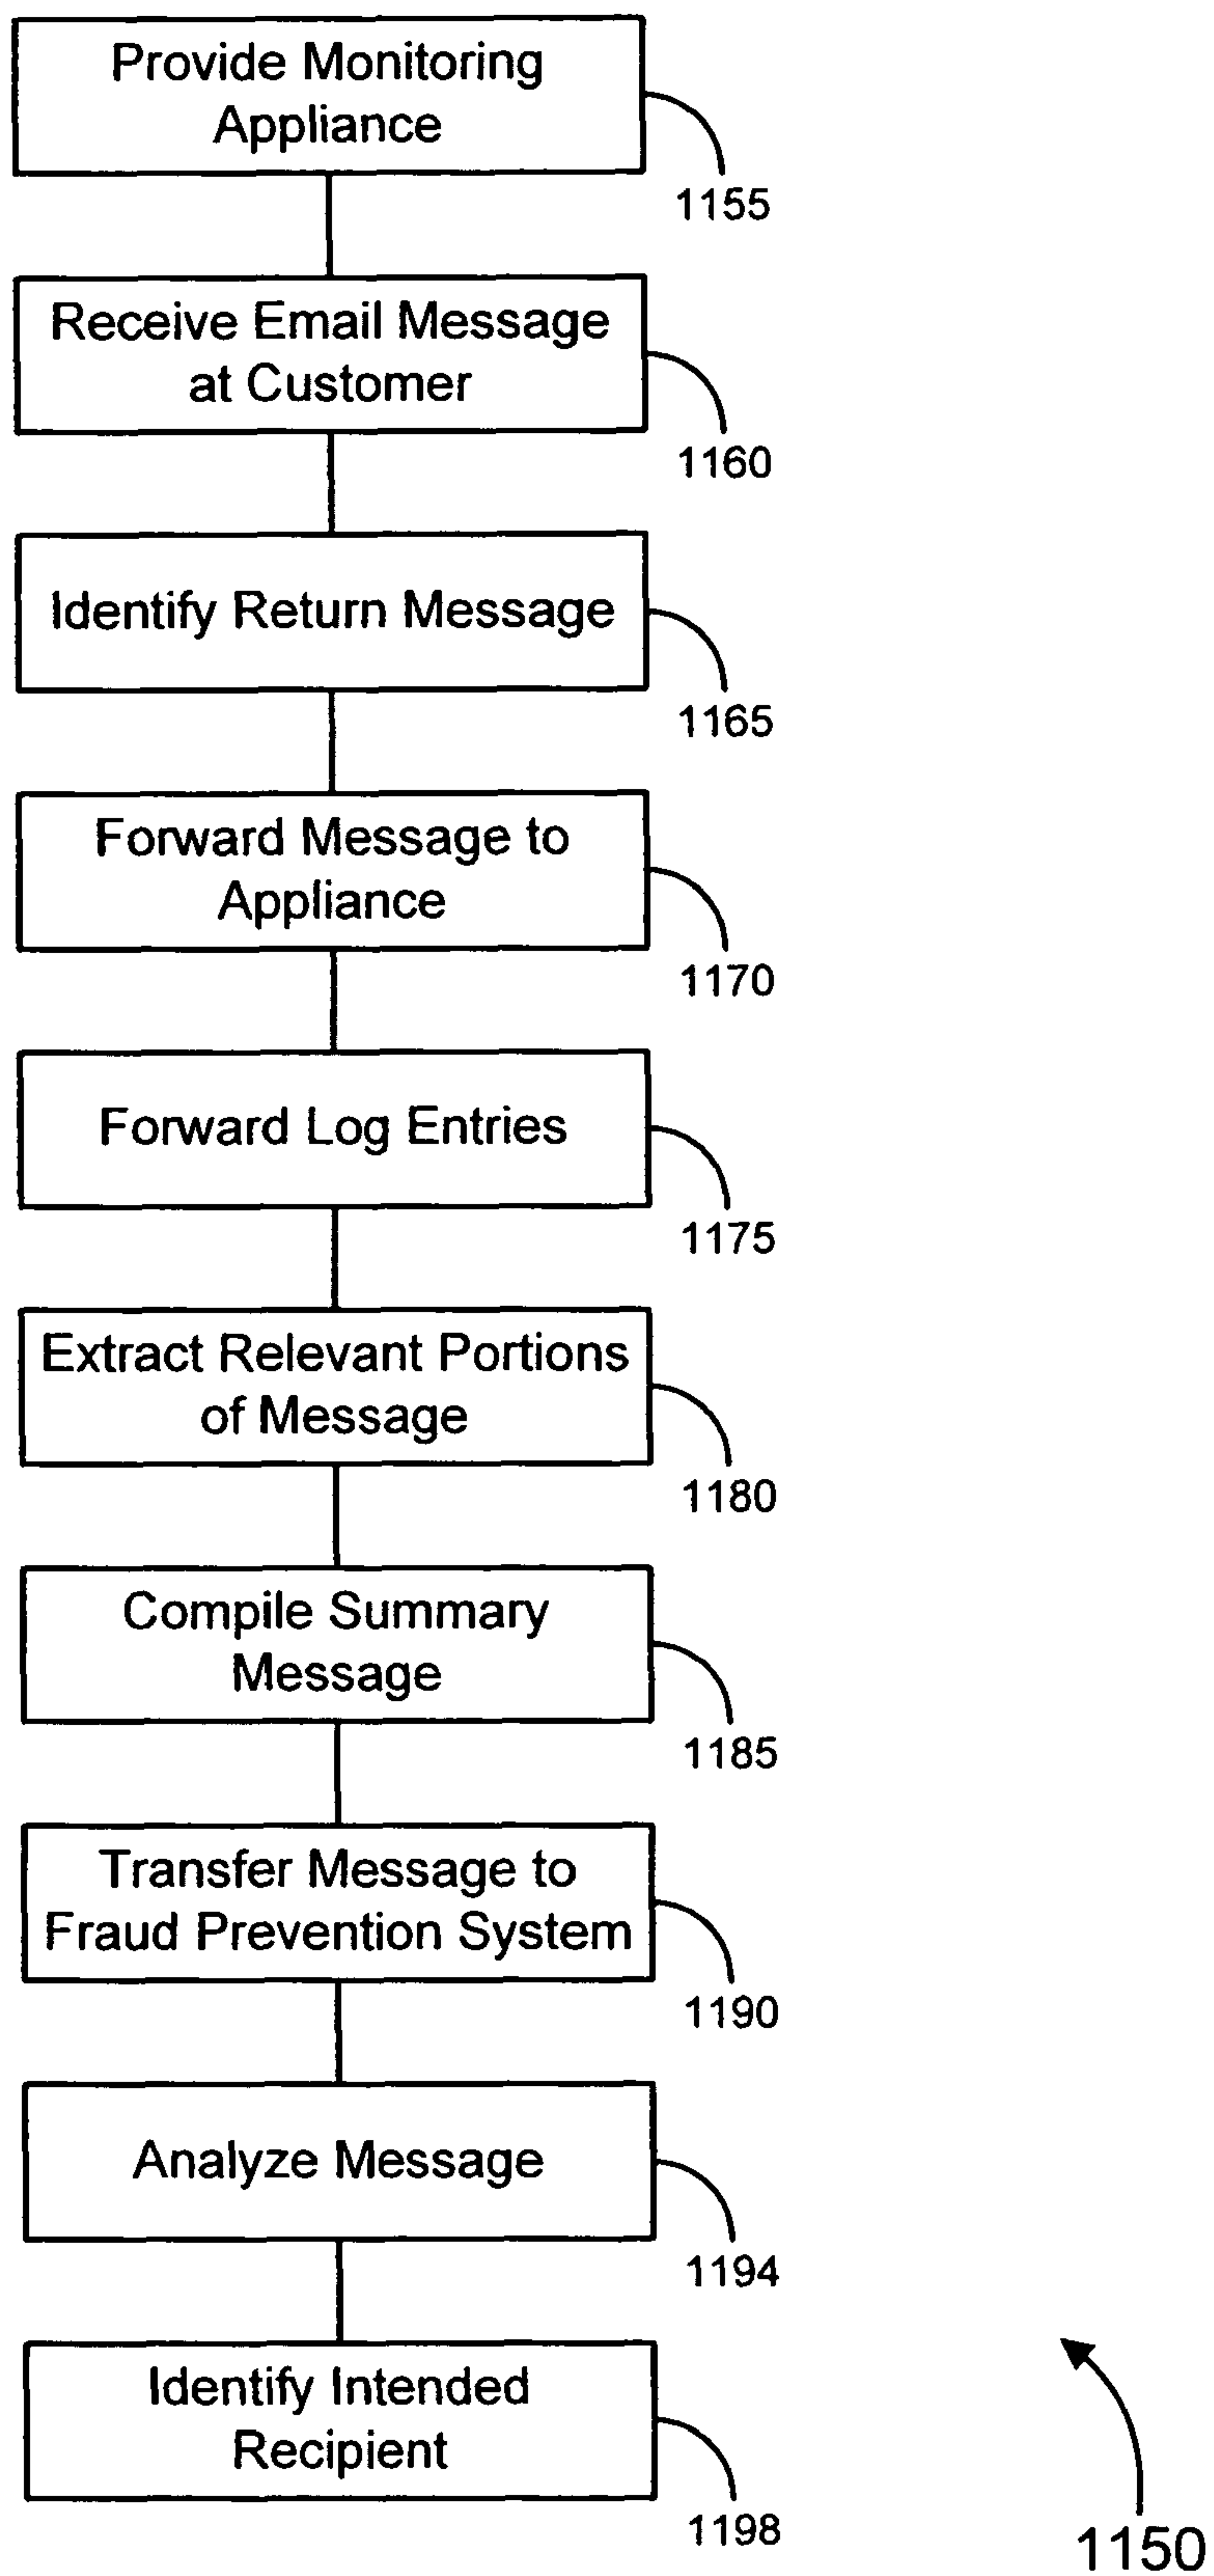 Provide Monitoring
Appliance
1155
Receive Email Message
at Customer
1160
Identify Return Message
1165
Forward Message to
Appliance
1170
Forward Log Entries
1175
Extract Relevant Portions
of Message
1180
Compile Summary
Message
1185
Transfer Message to
Fraud Prevention System
1190
Analyze Message
1194
Identify Intended
Recipient
1198
1150